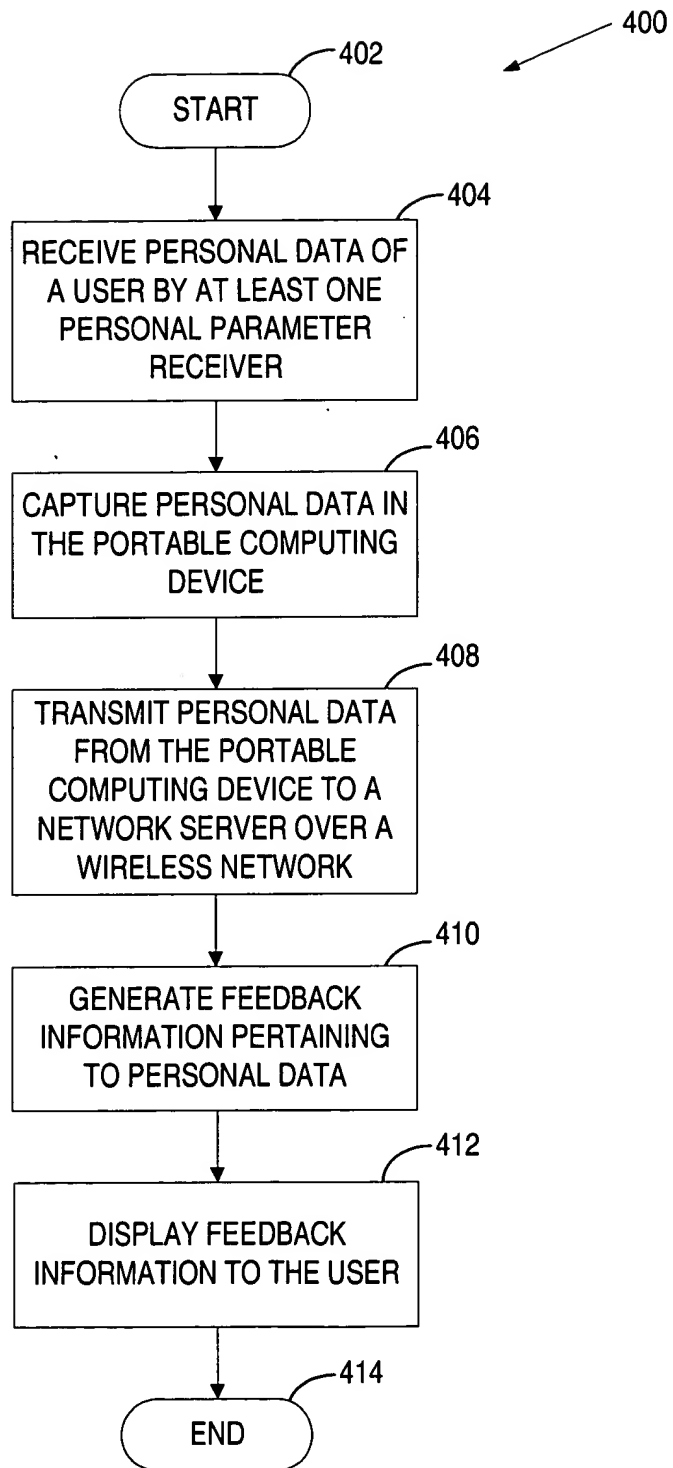 400
402
START
404
RECEIVE PERSONAL DATA OF
A USER BY AT LEAST ONE
PERSONAL PARAMETER
RECEIVER
406
CAPTURE PERSONAL DATA IN
THE PORTABLE COMPUTING
DEVICE
408
TRANSMIT PERSONAL DATA
FROM THE PORTABLE
COMPUTING DEVICE TO A
NETWORK SERVER OVER A
WIRELESS NETWORK
410
GENERATE FEEDBACK
INFORMATION PERTAINING
TO PERSONAL DATA
412
DISPLAY FEEDBACK
INFORMATION TO THE USER
414
END